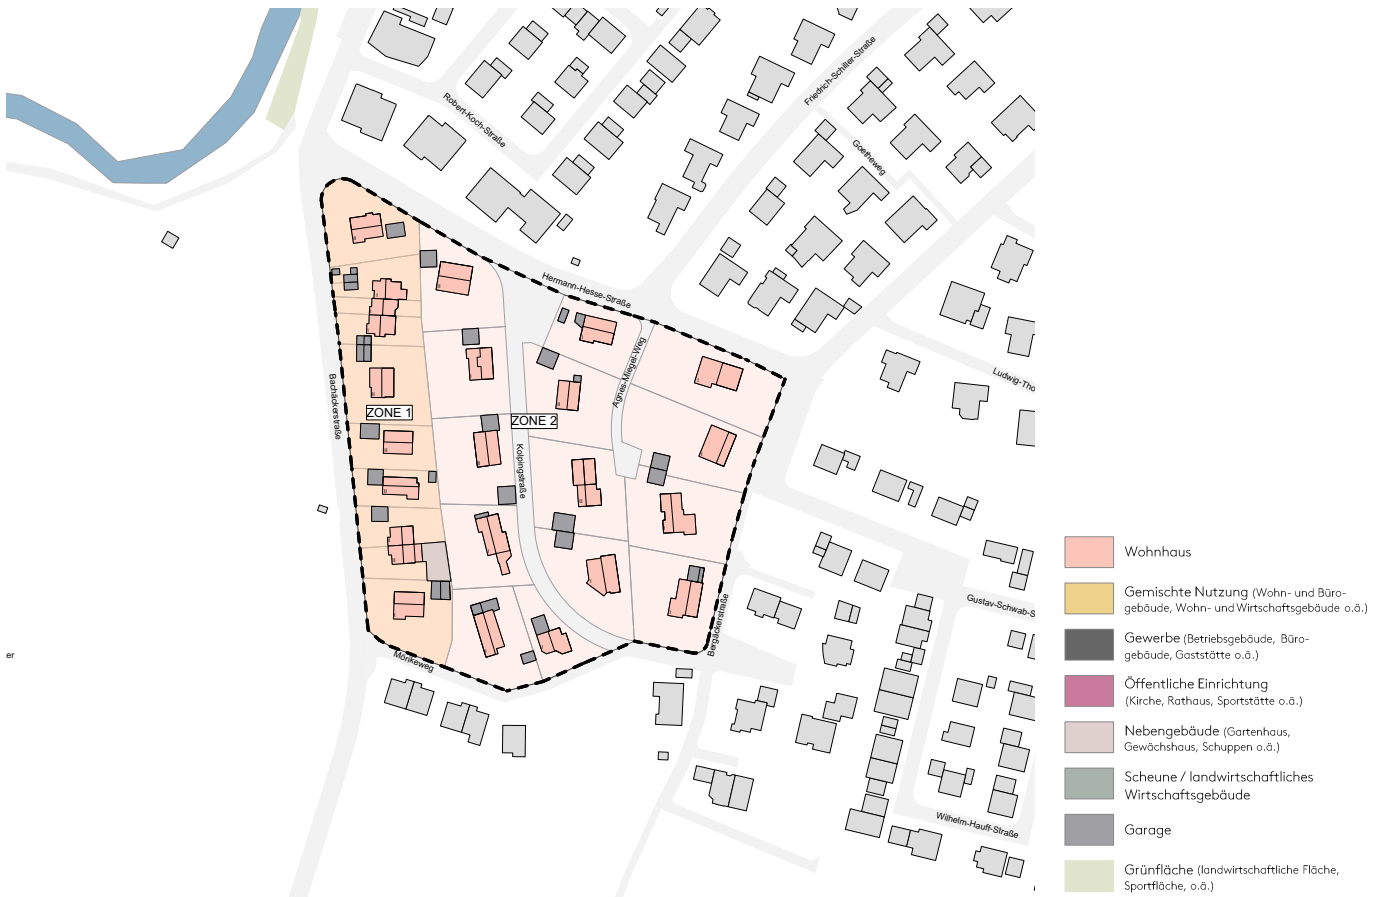 Friedrich-Schiller-Straße
Robert-Koch-Straße
Goetheweg
Hermann-Hesse-Straße
Agnes-Miegel-Weg
Ludwig-Tho
Bachäckerstraße
ZONE 1
ZONE 2
Kolpingstraße
Gustav-Schwab-S
Bergäckerstraße
er
Mörikeweg
Wilhelm-Hauff-Straße
Wohnhaus
Gemischte Nutzung (Wohn- und Büro-
gebäude, Wohn- und Wirtschaftsgebäude o.ä.)
Gewerbe (Betriebsgebäude, Büro-
gebäude, Gaststätte o.ä.)
Öffentliche Einrichtung
(Kirche, Rathaus, Sportstätte o.ä.)
Nebengebäude (Gartenhaus,
Gewächshaus, Schuppen o.ä.)
Scheune / landwirtschaftliches
Wirtschaftsgebäude
Garage
Grünfläche (landwirtschaftliche Fläche,
Sportfläche, o.ä.)